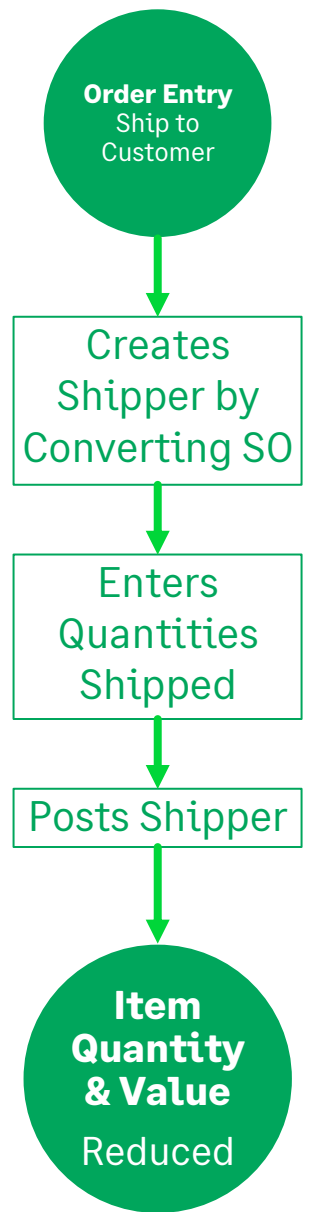 Order Entry
Ship to
Customer
Creates
Shipper by
Converting SO
Enters
Quantities
Shipped
Posts Shipper
Item
Quantity
& Value
Reduced